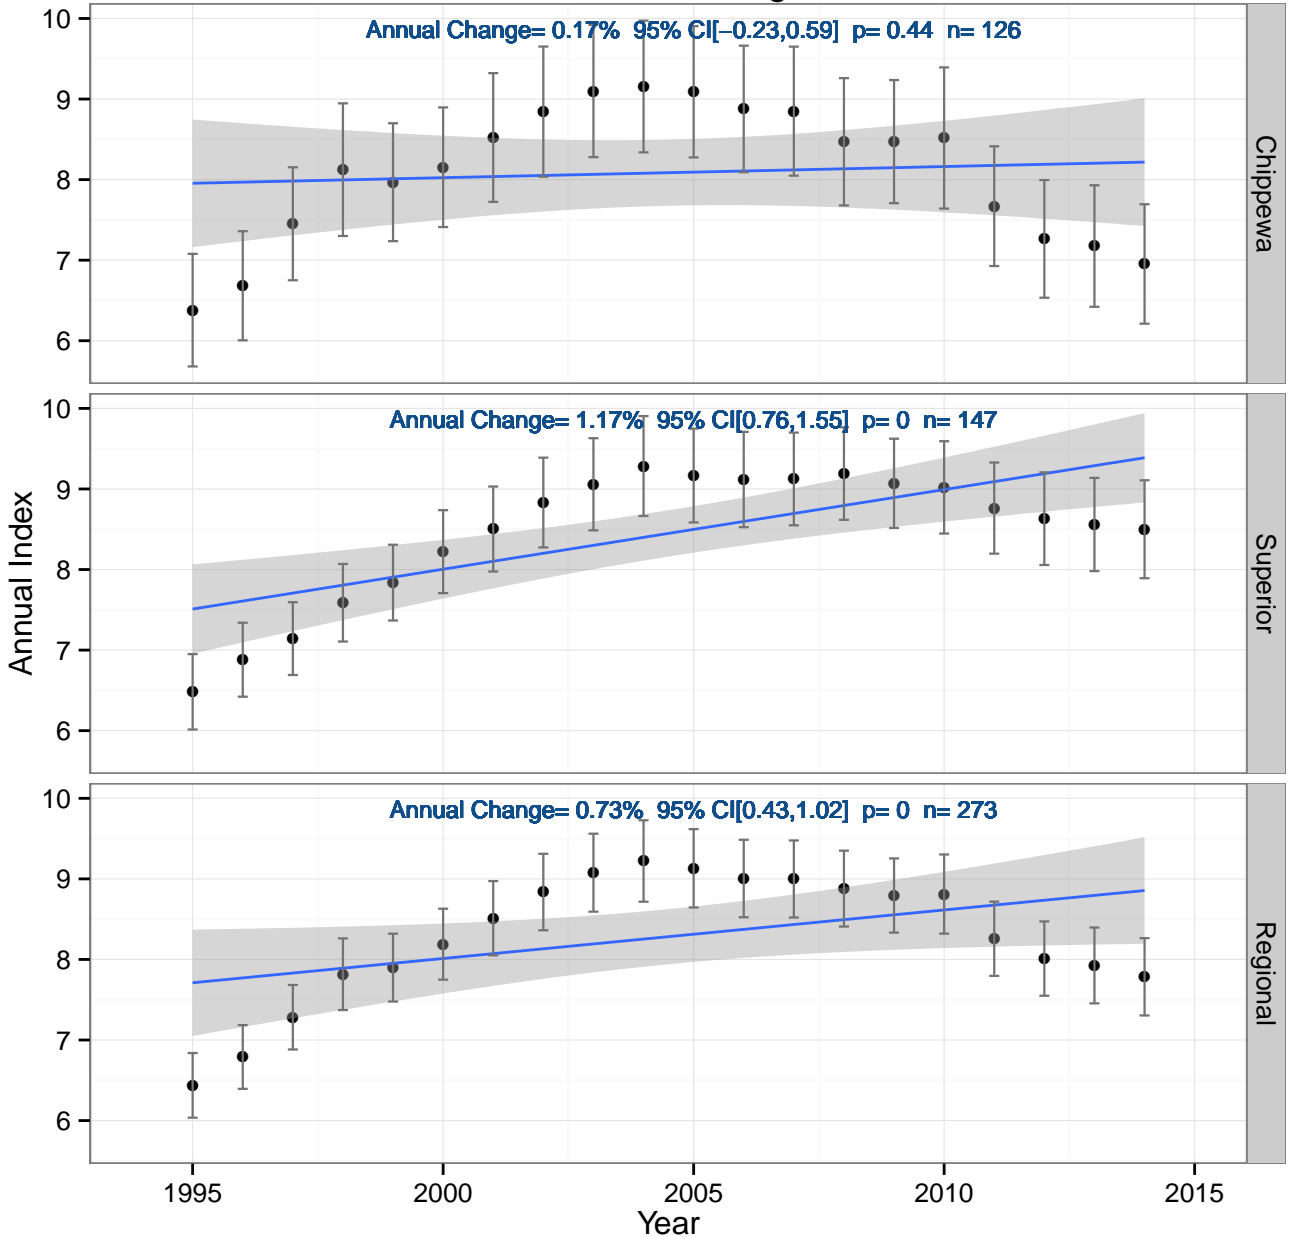 Annual Change= 0.17%  95% CI[−0.23,0.59]  p= 0.44  n= 126
10
9
8
7
6
Chippewa
Annual Change= 1.17%  95% CI[0.76,1.55]  p= 0  n= 147
10
9
8
7
6
Superior
Annual Index
Annual Change= 0.73%  95% CI[0.43,1.02]  p= 0  n= 273
10
9
8
7
6
Regional
1995 2000 2005 2010 2015
Year